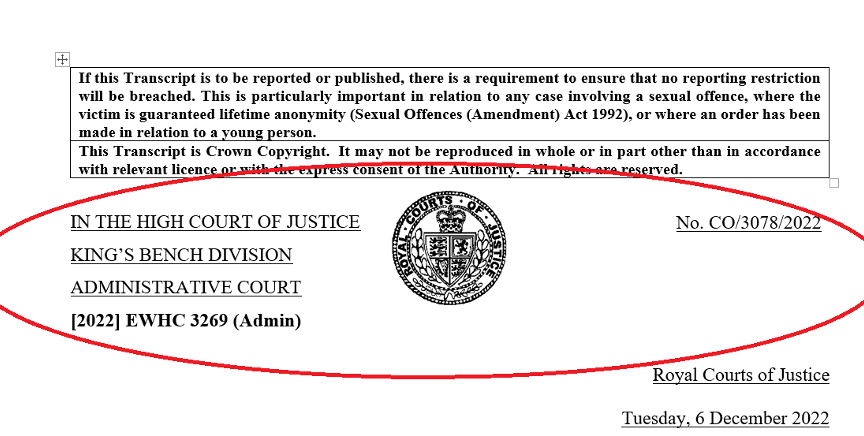 If this Transcript is to be reported or published, there is a requirement to ensure that no reporting restriction
will be breached. This is particularly important in relation to any case involving a sexual offence, where the
victim is guaranteed lifetime anonymity (Sexual Offences (Amendment) Act 1992), or where an order has been
made in relation to a young person.
This Transcript is Crown Copyright. It may not be reproduced in whole or in part other than in accordance
with relevant licence or with the express consent of the Authority. All rights are reserved.
IN THE HIGH COURT OF JUSTICE
ROYAL · COURTS · OF · JUSTICE
No. CO/3078/2022
KING’S BENCH DIVISION
ADMINISTRATIVE COURT
[2022] EWHC 3269 (Admin)
Royal Courts of Justice
Tuesday, 6 December 2022